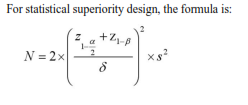 For statistical superiority design, the formula is:
N = 2 × ( ( z_{1-α/2} + z_{1-β} ) / δ )² × s²